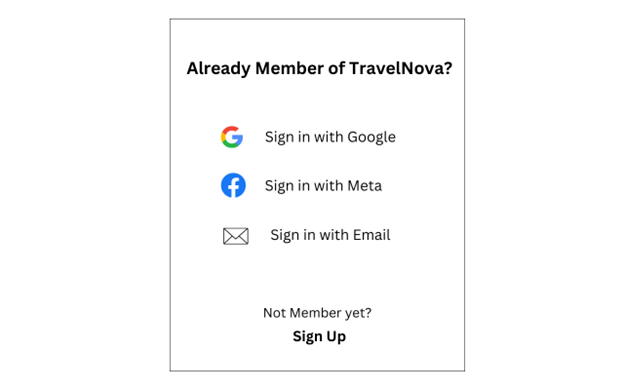 Already Member of TravelNova?
Sign in with Google
Sign in with Meta
Sign in with Email
Not Member yet?
Sign Up